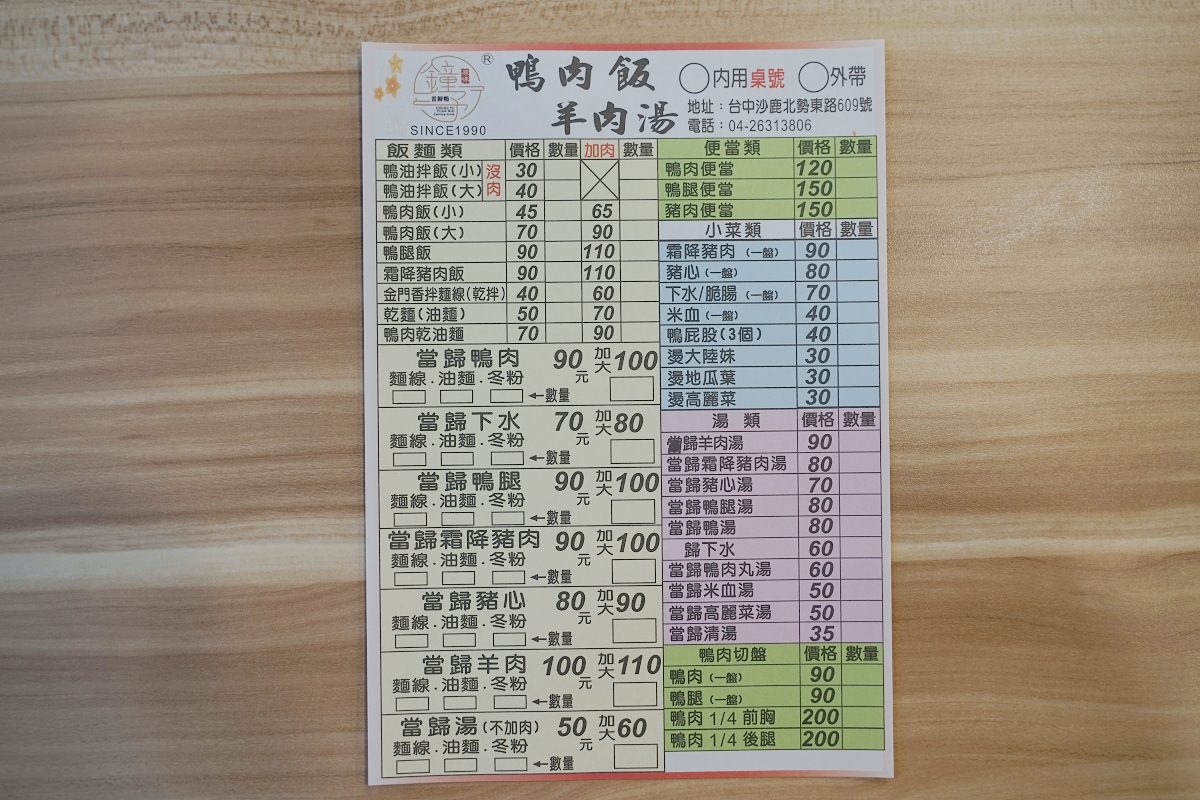 鐘
原味
當歸鴨
®
SINCE1990
鴨肉飯
羊肉湯
內用桌號 外帶
地址：台中沙鹿北勢東路609號
電話：04-26313806
飯麵類 價格 數量 加肉 數量
鴨油拌飯(小) 沒肉 30
鴨油拌飯(大) 40
鴨肉飯(小) 45 65
鴨肉飯(大) 70 90
鴨腿飯 90 110
霜降豬肉飯 90 110
金門香拌麵線(乾拌) 40 60
乾麵(油麵) 50 70
鴨肉乾油麵 70 90
當歸鴨肉 90元 加大100
麵線.油麵.冬粉
←數量
當歸下水 70元 加大80
麵線.油麵.冬粉
←數量
當歸鴨腿 90元 加大100
麵線.油麵.冬粉
←數量
當歸霜降豬肉 90元 加大100
麵線.油麵.冬粉
←數量
當歸豬心 80元 加大90
麵線.油麵.冬粉
←數量
當歸羊肉 100元 加大110
麵線.油麵.冬粉
←數量
當歸湯(不加肉) 50元 加大60
麵線.油麵.冬粉
←數量
便當類 價格 數量
鴨肉便當 120
鴨腿便當 150
豬肉便當 150
小菜類 價格 數量
霜降豬肉(一盤) 90
豬心(一盤) 80
下水/脆腸(一盤) 70
米血(一盤) 40
鴨屁股(3個) 40
燙大陸妹 30
燙地瓜葉 30
燙高麗菜 30
湯類 價格 數量
當歸羊肉湯 90
當歸霜降豬肉湯 80
當歸豬心湯 70
當歸鴨腿湯 80
當歸鴨湯 80
歸下水 60
當歸鴨肉丸湯 60
當歸米血湯 50
當歸高麗菜湯 50
當歸清湯 35
鴨肉切盤 價格 數量
鴨肉(一盤) 90
鴨腿(一盤) 90
鴨肉 1/4 前胸 200
鴨肉 1/4 後腿 200